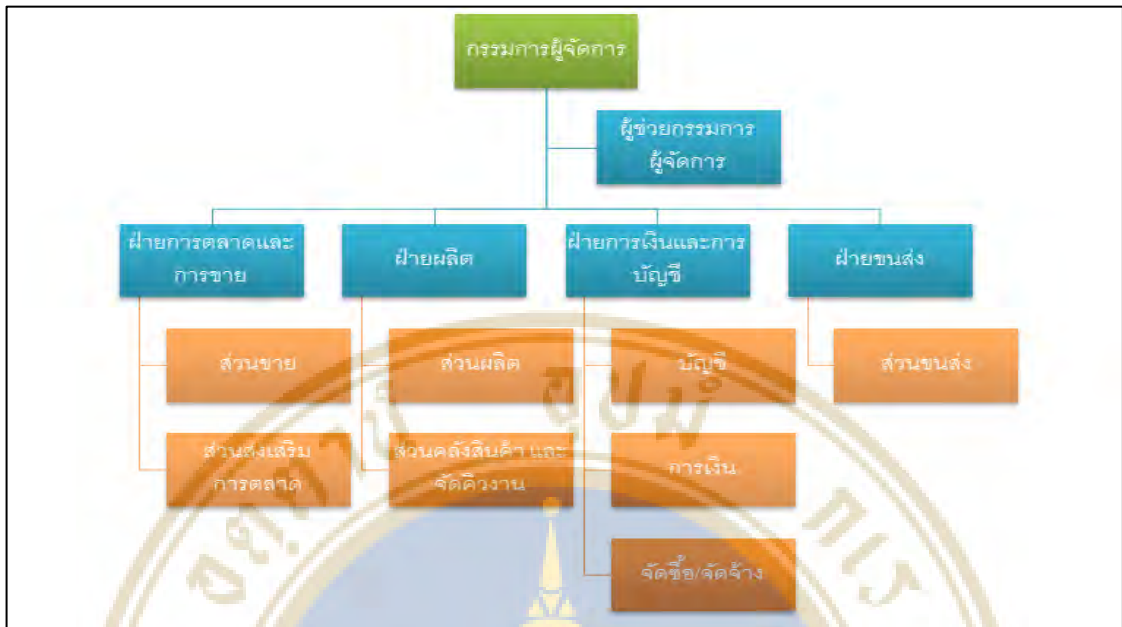 กรรมการผู้จัดการ
ผู้ช่วยกรรมการ
ผู้จัดการ
ฝ่ายการตลาดและ
การขาย
ฝ่ายผลิต
ฝ่ายการเงินและการ
บัญชี
ฝ่ายขนส่ง
ส่วนขาย
ส่วนผลิต
บัญชี
ส่วนขนส่ง
ส่วนส่งเสริม
การตลาด
ส่วนคลังสินค้า และ
จัดคิวงาน
การเงิน
จัดซื้อ/จัดจ้าง